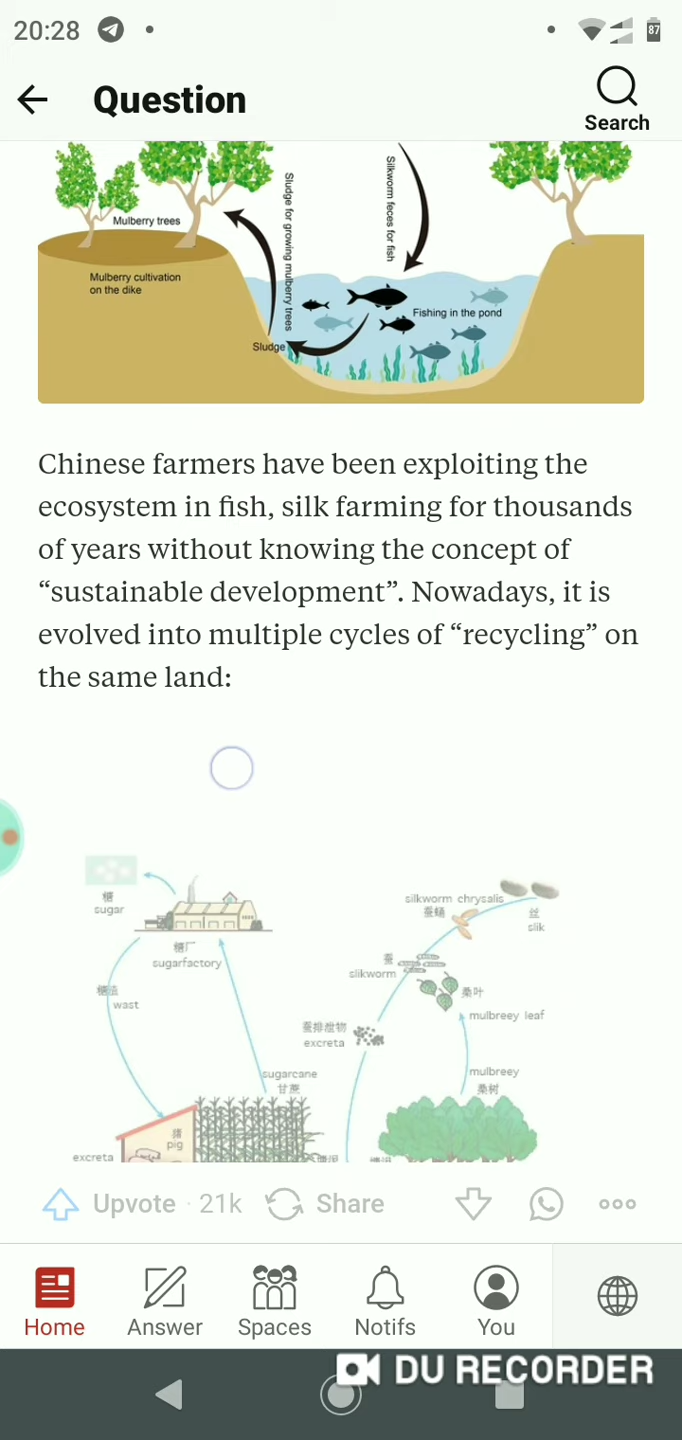 20:28
87
Question
Search
Mulberry trees
Mulberry cultivation
on the dike
Sludge for growing mulberry trees
Silkworm feces for fish
Fishing in the pond
Sludge
Chinese farmers have been exploiting the
ecosystem in fish, silk farming for thousands
of years without knowing the concept of
“sustainable development”. Nowadays, it is
evolved into multiple cycles of “recycling” on
the same land:
糖
sugar
糖厂
sugarfactory
wast
silkworm chrysalis
蚕蛹
丝
slik
蚕
slikworm
桑叶
mulbreey leaf
蚕排泄物
excreta
sugarcane
甘蔗
mulbreey
桑树
猪
pig
excreta
Upvote · 21k
Share
Home
Answer
Spaces
Notifs
You
DU RECORDER